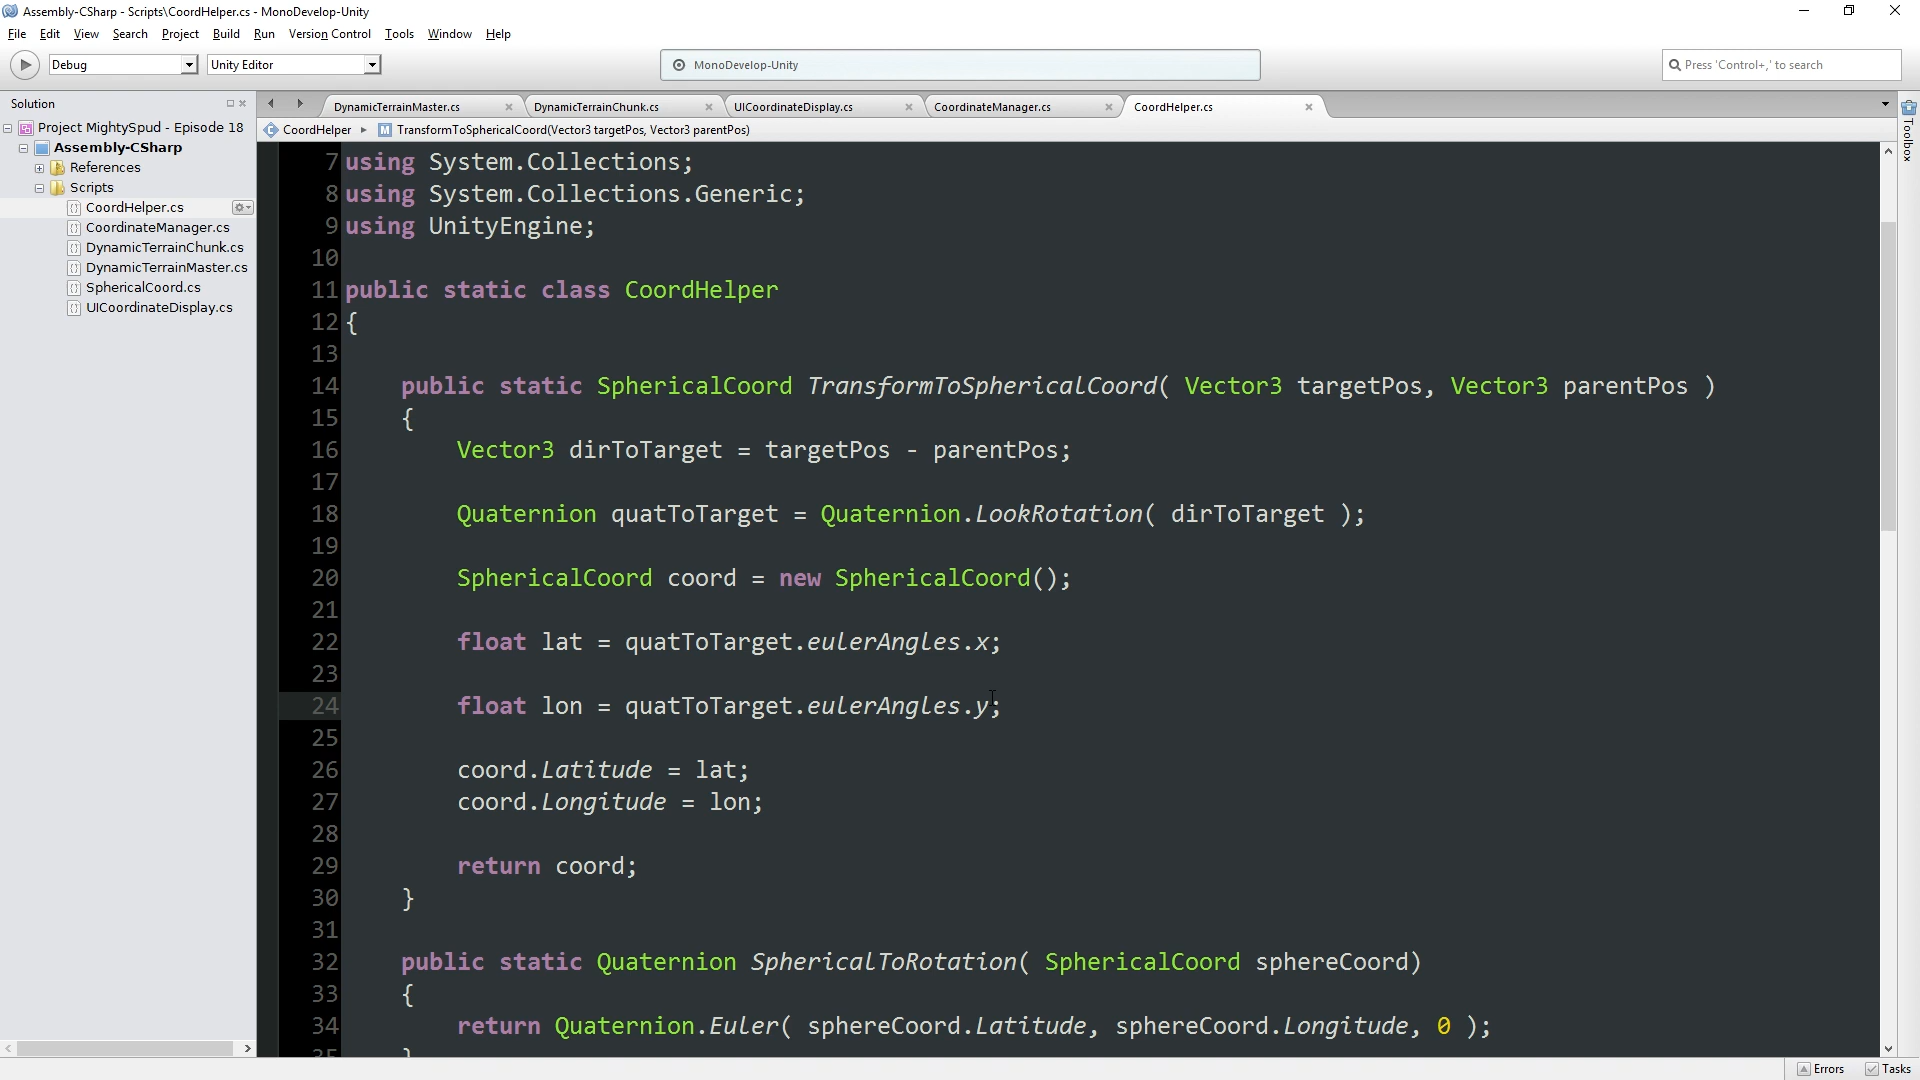 Assembly-CSharp - Scripts\CoordHelper.cs - MonoDevelop-Unity
File Edit View Search Project Build Run Version Control Tools Window Help
Debug Unity Editor MonoDevelop-Unity Press 'Control+,' to search
Solution
DynamicTerrainMaster.cs DynamicTerrainChunk.cs UICoordinateDisplay.cs CoordinateManager.cs CoordHelper.cs
Toolbox
Project MightySpud - Episode 18
Assembly-CSharp
References
Scripts
CoordHelper.cs
CoordinateManager.cs
DynamicTerrainChunk.cs
DynamicTerrainMaster.cs
SphericalCoord.cs
UICoordinateDisplay.cs
CoordHelper TransformToSphericalCoord(Vector3 targetPos, Vector3 parentPos)
7 using System.Collections;
8 using System.Collections.Generic;
9 using UnityEngine;
10
11 public static class CoordHelper
12 {
13
14 public static SphericalCoord TransformToSphericalCoord( Vector3 targetPos, Vector3 parentPos )
15 {
16 Vector3 dirToTarget = targetPos - parentPos;
17
18 Quaternion quatToTarget = Quaternion.LookRotation( dirToTarget );
19
20 SphericalCoord coord = new SphericalCoord();
21
22 float lat = quatToTarget.eulerAngles.x;
23
24 float lon = quatToTarget.eulerAngles.y;
25
26 coord.Latitude = lat;
27 coord.Longitude = lon;
28
29 return coord;
30 }
31
32 public static Quaternion SphericalToRotation( SphericalCoord sphereCoord)
33 {
34 return Quaternion.Euler( sphereCoord.Latitude, sphereCoord.Longitude, 0 );
35 }
Errors Tasks